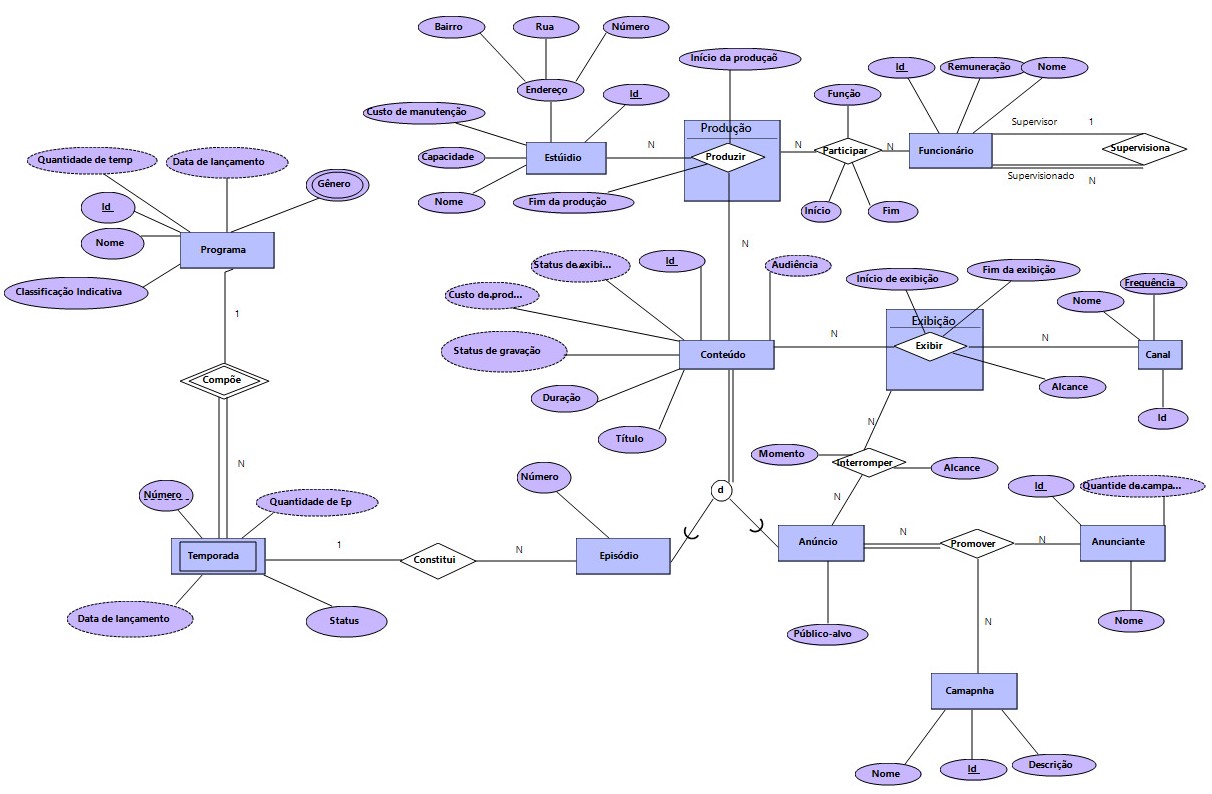 Bairro
Rua
Número
Início da produçaõ
Id
Remuneração
Nome
Endereço
Id
Função
Custo de manutenção
Produção
Supervisor
1
Estúidio
N
Produzir
N
Participar
N
Funcionário
Supervisiona
Capacidade
Supervisionado
N
Nome
Fim da produção
Início
Fim
Quantidade de temp
Data de lançamento
Gênero
Id
Nome
Programa
Classificação Indicativa
1
N
Status de exibi...
Id
Audiência
Início de exibição
Fim da exibição
Custo de prod...
Nome
Frequência
Exibição
Status de gravação
Conteúdo
N
Exibir
N
Canal
Duração
Alcance
Título
Id
Compõe
N
N
Momento
Interromper
Alcance
Número
Quantidade de Ep
Número
d
N
Id
Quantide de campa...
Temporada
1
Constitui
N
Episódio
Anúncio
N
Promover
N
Anunciante
Data de lançamento
Status
Público-alvo
N
Nome
Camapnha
Nome
Id
Descrição